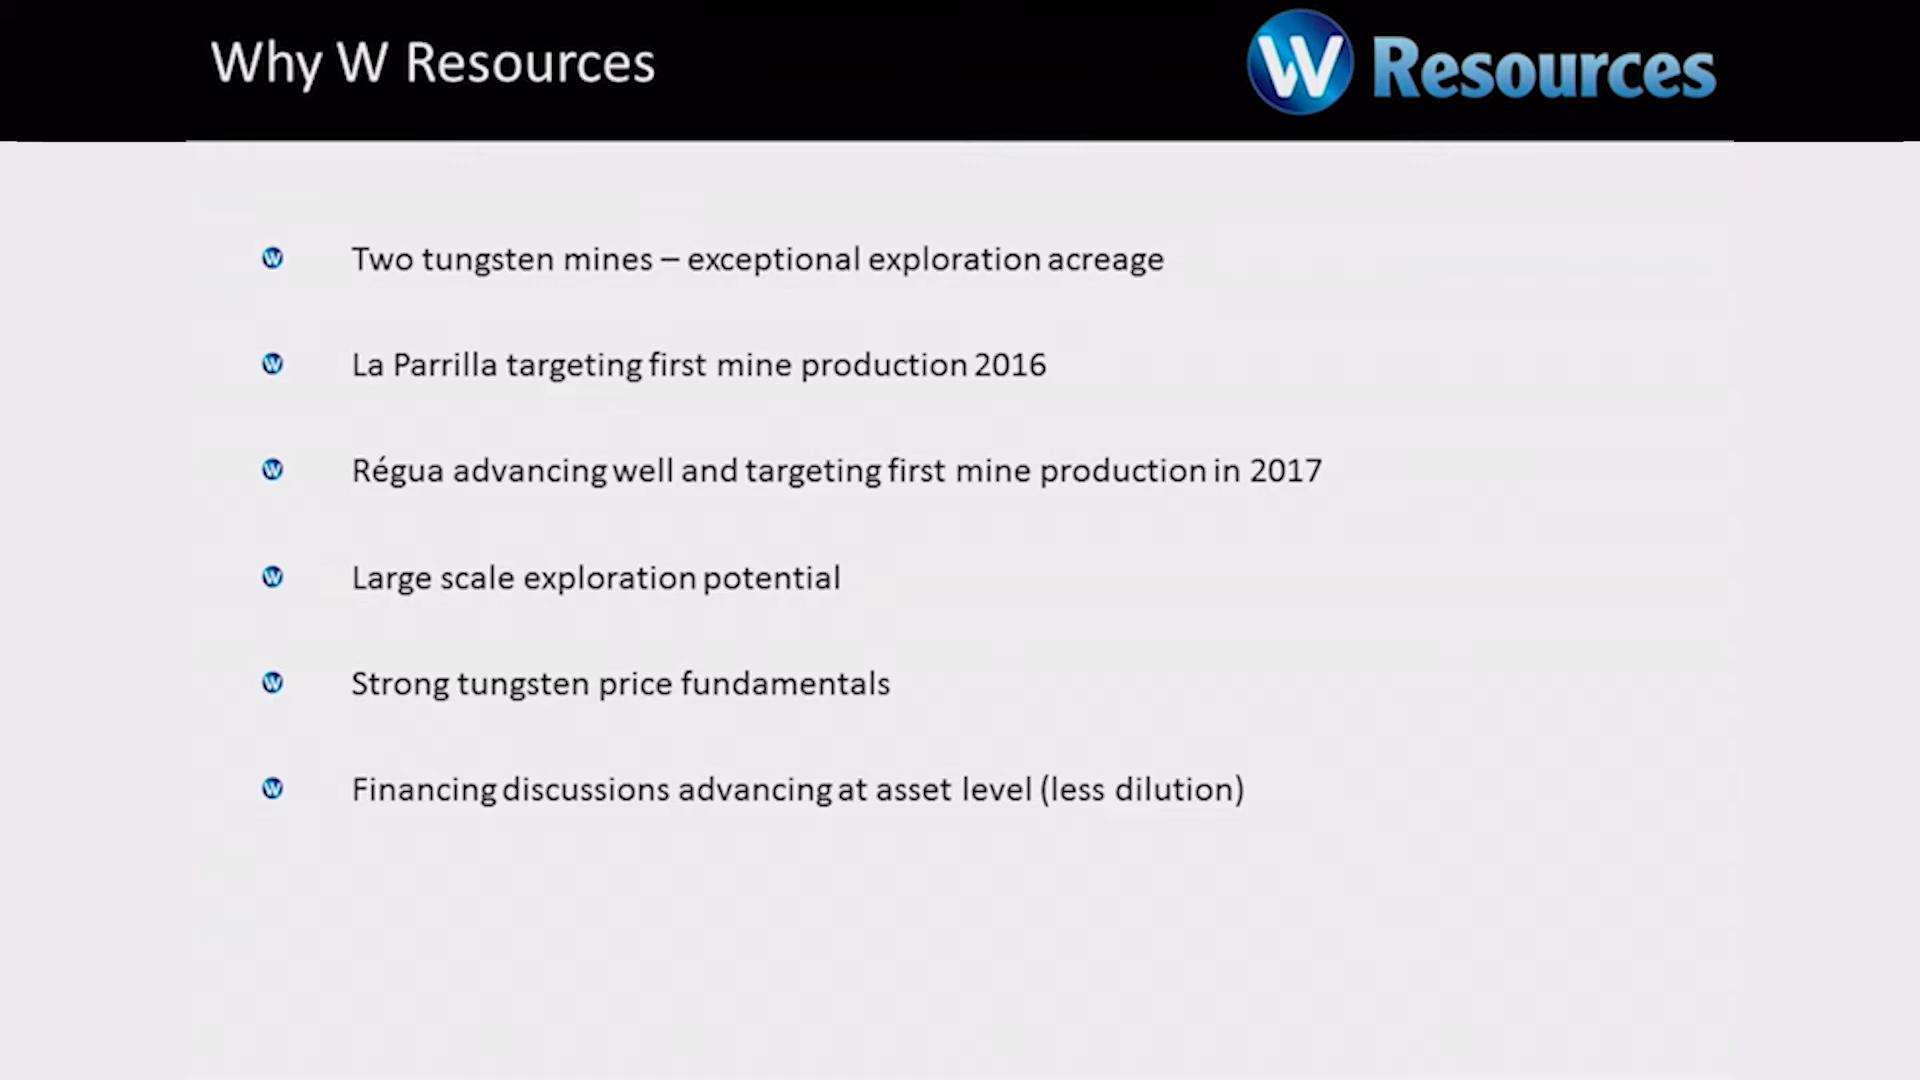 Why W Resources
W Resources
Two tungsten mines – exceptional exploration acreage
La Parrilla targeting first mine production 2016
Régua advancing well and targeting first mine production in 2017
Large scale exploration potential
Strong tungsten price fundamentals
Financing discussions advancing at asset level (less dilution)